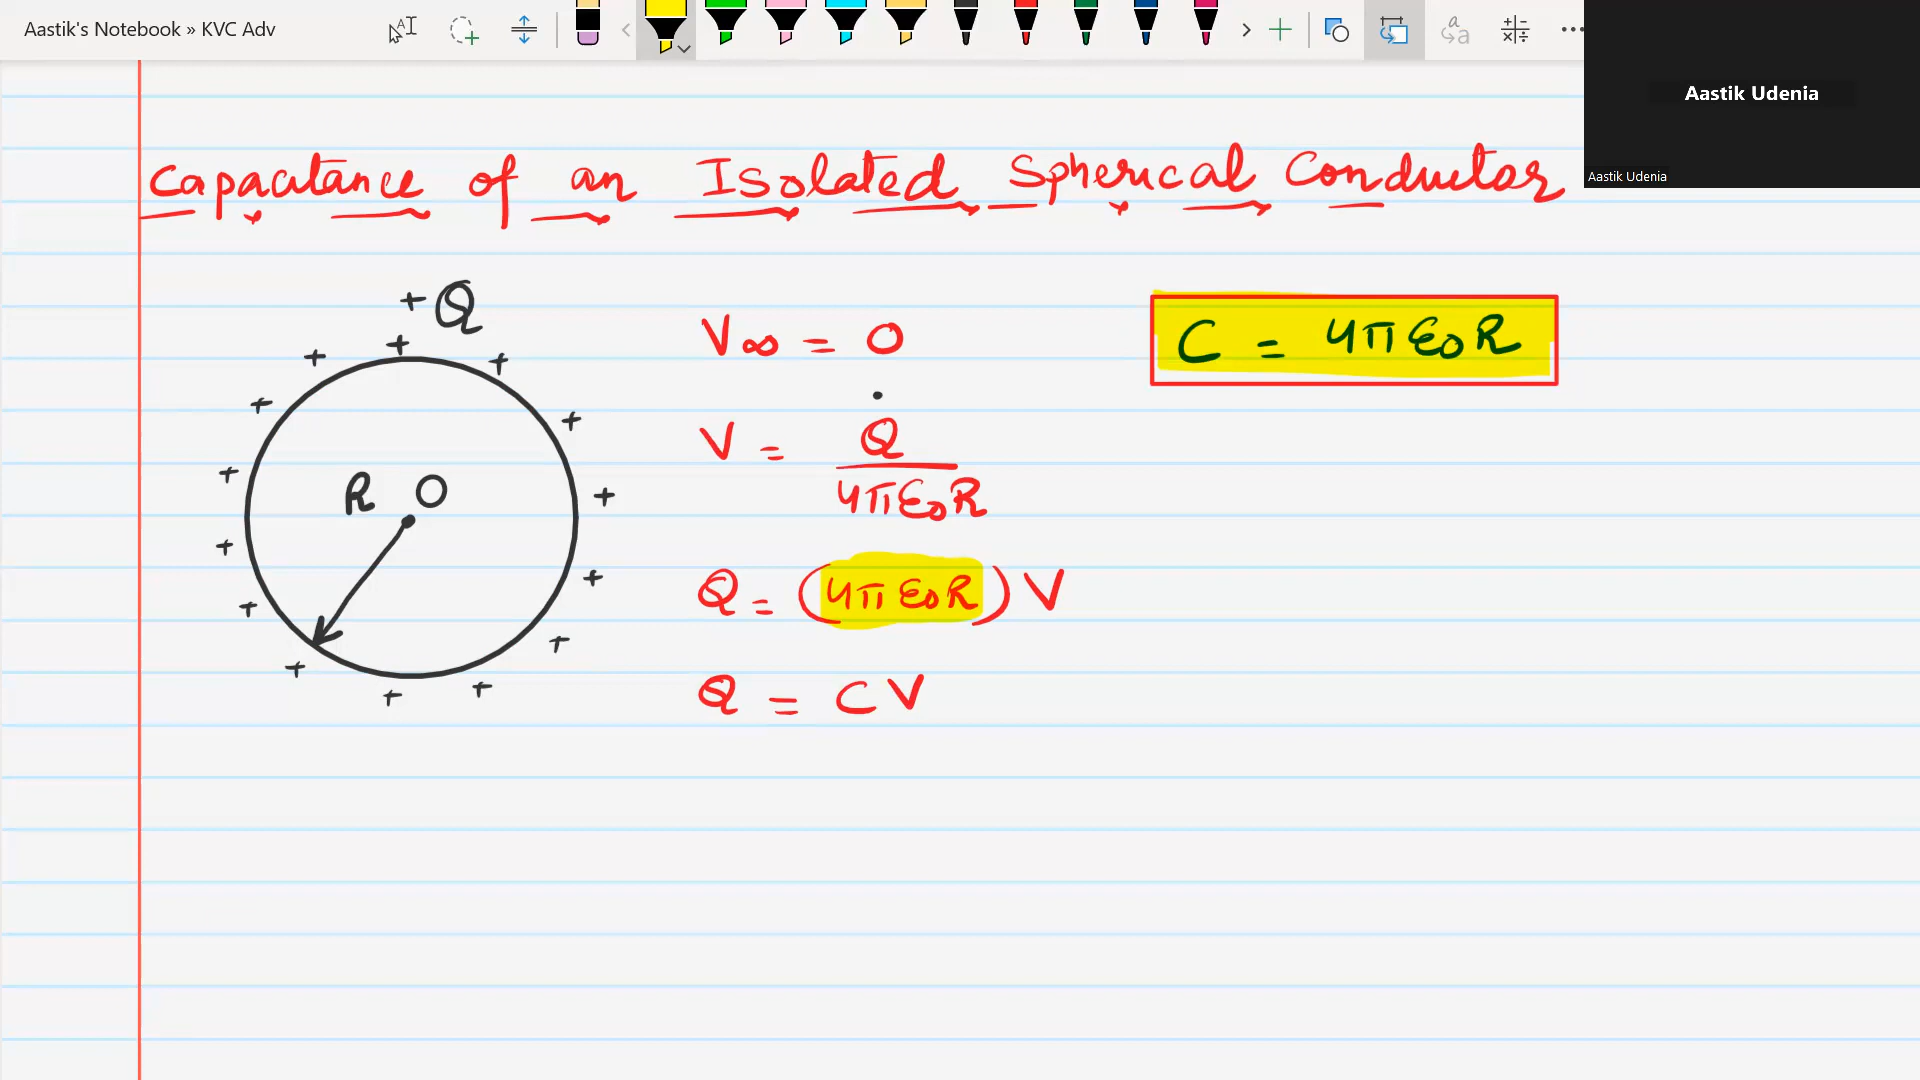 Aastik's Notebook » KVC Adv
Aastik Udenia
Aastik Udenia
Capacitance of an Isolated Spherical Conductor
+Q
V∞ = 0
C = 4πε0R
V = Q / 4πε0R
R O
Q = (4πε0R) V
Q = CV